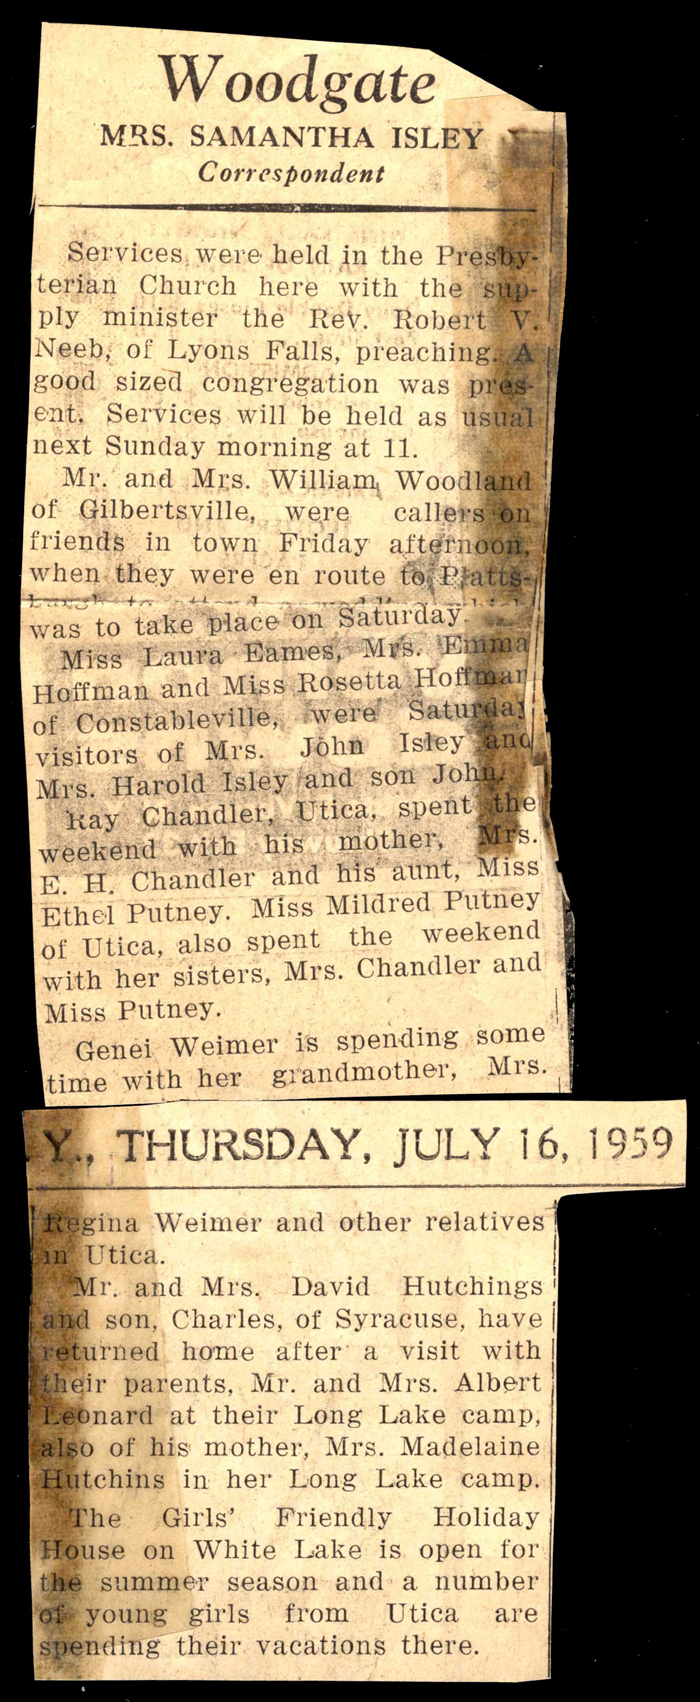 Woodgate
MRS. SAMANTHA ISLEY
Correspondent
Services were held in the Presby-
terian Church here with the sup-
ply minister the Rev. Robert V.
Neeb, of Lyons Falls, preaching. A
good sized congregation was pres-
ent. Services will be held as usual
next Sunday morning at 11.
Mr. and Mrs. William Woodland
of Gilbertsville, were callers on
friends in town Friday afternoon,
when they were en route to Platts-
burgh to attend a wedding which
was to take place on Saturday.
Miss Laura Eames, Mrs. Emma
Hoffman and Miss Rosetta Hoffman
of Constableville, were Saturday
visitors of Mrs. John Isley and
Mrs. Harold Isley and son John.
Ray Chandler, Utica, spent the
weekend with his mother, Mrs.
E. H. Chandler and his aunt, Miss
Ethel Putney. Miss Mildred Putney
of Utica, also spent the weekend
with her sisters, Mrs. Chandler and
Miss Putney.
Genei Weimer is spending some
time with her grandmother, Mrs.
Y., THURSDAY, JULY 16, 1959
Regina Weimer and other relatives
in Utica.
Mr. and Mrs. David Hutchings
and son, Charles, of Syracuse, have
returned home after a visit with
their parents, Mr. and Mrs. Albert
Leonard at their Long Lake camp,
also of his mother, Mrs. Madelaine
Hutchins in her Long Lake camp.
The Girls' Friendly Holiday
House on White Lake is open for
the summer season and a number
of young girls from Utica are
spending their vacations there.